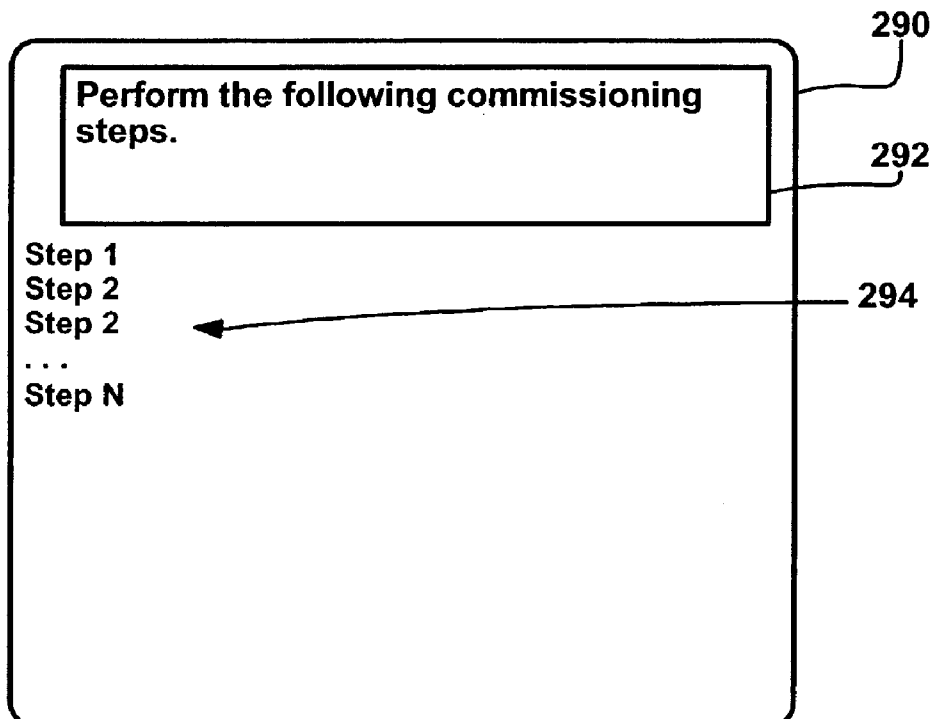 290
Perform the following commissioning
steps.
292
Step 1
Step 2
294
Step 2
. . .
Step N